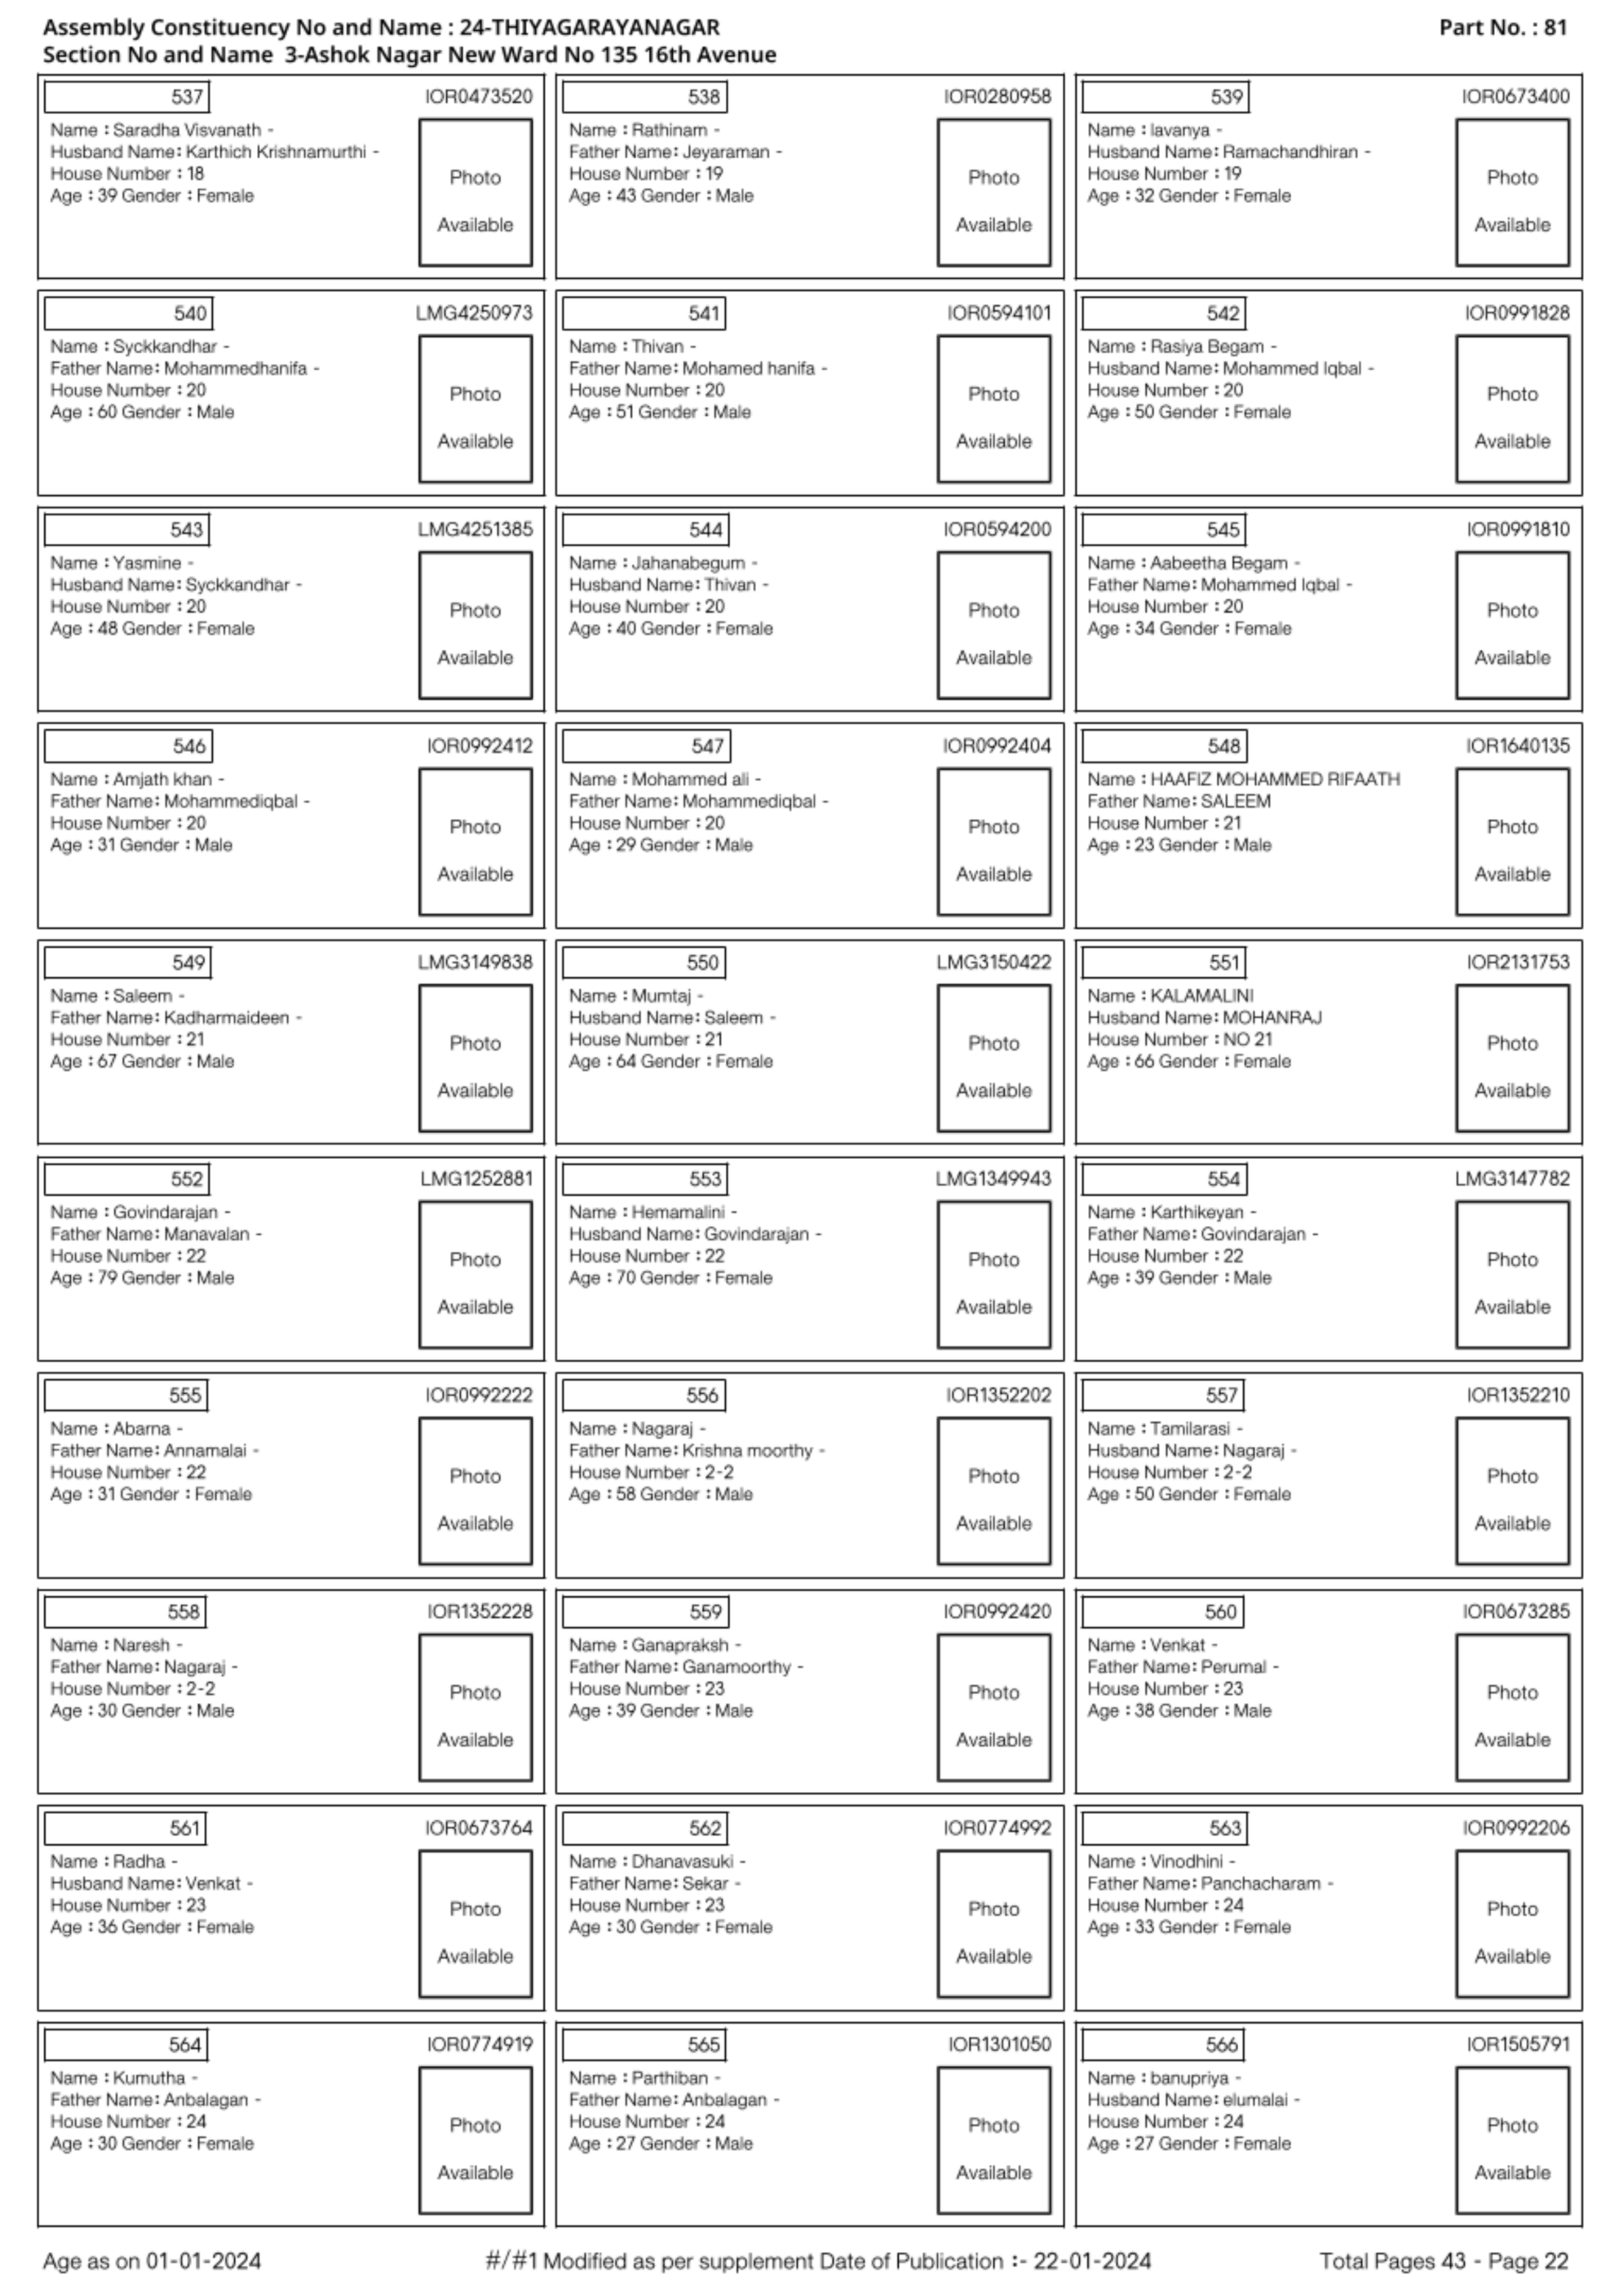 Assembly Constituency No and Name : 24-THIYAGARAYANAGAR
Part No. : 81
Section No and Name 3-Ashok Nagar New Ward No 135 16th Avenue
537
IOR0473520
Name : Saradha Visvanath -
Husband Name: Karthich Krishnamurthi -
House Number : 18
Age : 39 Gender : Female
Photo
Available
538
IOR0280958
Name : Rathinam -
Father Name: Jeyaraman -
House Number : 19
Age : 43 Gender : Male
Photo
Available
539
IOR0673400
Name : lavanya -
Husband Name: Ramachandhiran -
House Number : 19
Age : 32 Gender : Female
Photo
Available
540
LMG4250973
Name : Syckkandhar -
Father Name: Mohammedhanifa -
House Number : 20
Age : 60 Gender : Male
Photo
Available
541
IOR0594101
Name : Thivan -
Father Name: Mohamed hanifa -
House Number : 20
Age : 51 Gender : Male
Photo
Available
542
IOR0991828
Name : Rasiya Begam -
Husband Name: Mohammed Iqbal -
House Number : 20
Age : 50 Gender : Female
Photo
Available
543
LMG4251385
Name : Yasmine -
Husband Name: Syckkandhar -
House Number : 20
Age : 48 Gender : Female
Photo
Available
544
IOR0594200
Name : Jahanabegum -
Husband Name: Thivan -
House Number : 20
Age : 40 Gender : Female
Photo
Available
545
IOR0991810
Name : Aabeetha Begam -
Father Name: Mohammed Iqbal -
House Number : 20
Age : 34 Gender : Female
Photo
Available
546
IOR0992412
Name : Amjath khan -
Father Name: Mohammediqbal -
House Number : 20
Age : 31 Gender : Male
Photo
Available
547
IOR0992404
Name : Mohammed ali -
Father Name: Mohammediqbal -
House Number : 20
Age : 29 Gender : Male
Photo
Available
548
IOR1640135
Name : HAAFIZ MOHAMMED RIFAATH
Father Name: SALEEM
House Number : 21
Age : 23 Gender : Male
Photo
Available
549
LMG3149838
Name : Saleem -
Father Name: Kadharmaideen -
House Number : 21
Age : 67 Gender : Male
Photo
Available
550
LMG3150422
Name : Mumtaj -
Husband Name: Saleem -
House Number : 21
Age : 64 Gender : Female
Photo
Available
551
IOR2131753
Name : KALAMALINI
Husband Name: MOHANRAJ
House Number : NO 21
Age : 66 Gender : Female
Photo
Available
552
LMG1252881
Name : Govindarajan -
Father Name: Manavalan -
House Number : 22
Age : 79 Gender : Male
Photo
Available
553
LMG1349943
Name : Hemamalini -
Husband Name: Govindarajan -
House Number : 22
Age : 70 Gender : Female
Photo
Available
554
LMG3147782
Name : Karthikeyan -
Father Name: Govindarajan -
House Number : 22
Age : 39 Gender : Male
Photo
Available
555
IOR0992222
Name : Abarna -
Father Name: Annamalai -
House Number : 22
Age : 31 Gender : Female
Photo
Available
556
IOR1352202
Name : Nagaraj -
Father Name: Krishna moorthy -
House Number : 2-2
Age : 58 Gender : Male
Photo
Available
557
IOR1352210
Name : Tamilarasi -
Husband Name: Nagaraj -
House Number : 2-2
Age : 50 Gender : Female
Photo
Available
558
IOR1352228
Name : Naresh -
Father Name: Nagaraj -
House Number : 2-2
Age : 30 Gender : Male
Photo
Available
559
IOR0992420
Name : Ganapraksh -
Father Name: Ganamoorthy -
House Number : 23
Age : 39 Gender : Male
Photo
Available
560
IOR0673285
Name : Venkat -
Father Name: Perumal -
House Number : 23
Age : 38 Gender : Male
Photo
Available
561
IOR0673764
Name : Radha -
Husband Name: Venkat -
House Number : 23
Age : 36 Gender : Female
Photo
Available
562
IOR0774992
Name : Dhanavasuki -
Father Name: Sekar -
House Number : 23
Age : 30 Gender : Female
Photo
Available
563
IOR0992206
Name : Vinodhini -
Father Name: Panchacharam -
House Number : 24
Age : 33 Gender : Female
Photo
Available
564
IOR0774919
Name : Kumutha -
Father Name: Anbalagan -
House Number : 24
Age : 30 Gender : Female
Photo
Available
565
IOR1301050
Name : Parthiban -
Father Name: Anbalagan -
House Number : 24
Age : 27 Gender : Male
Photo
Available
566
IOR1505791
Name : banupriya -
Husband Name: elumalai -
House Number : 24
Age : 27 Gender : Female
Photo
Available
Age as on 01-01-2024
#/#1 Modified as per supplement Date of Publication :- 22-01-2024
Total Pages 43 - Page 22